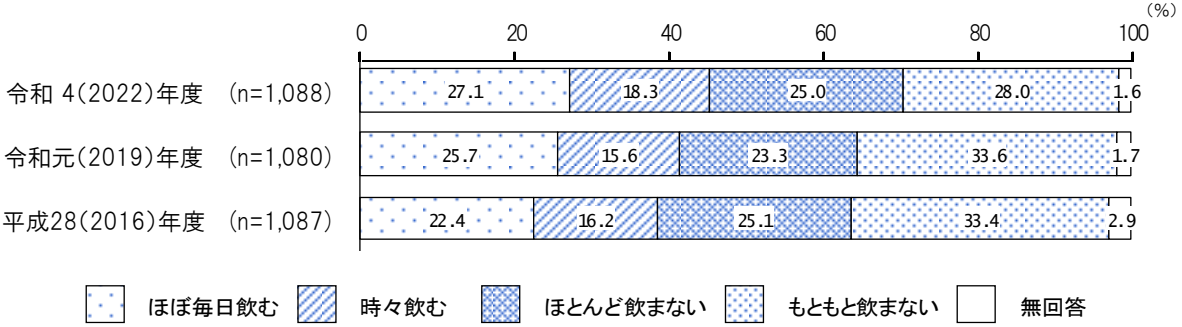 (%)
0 20 40 60 80 100
令和 4(2022)年度 (n=1,088) 27.1 18.3 25.0 28.0 1.6
令和元(2019)年度 (n=1,080) 25.7 15.6 23.3 33.6 1.7
平成28(2016)年度 (n=1,087) 22.4 16.2 25.1 33.4 2.9
ほぼ毎日飲む 時々飲む ほとんど飲まない もともと飲まない 無回答